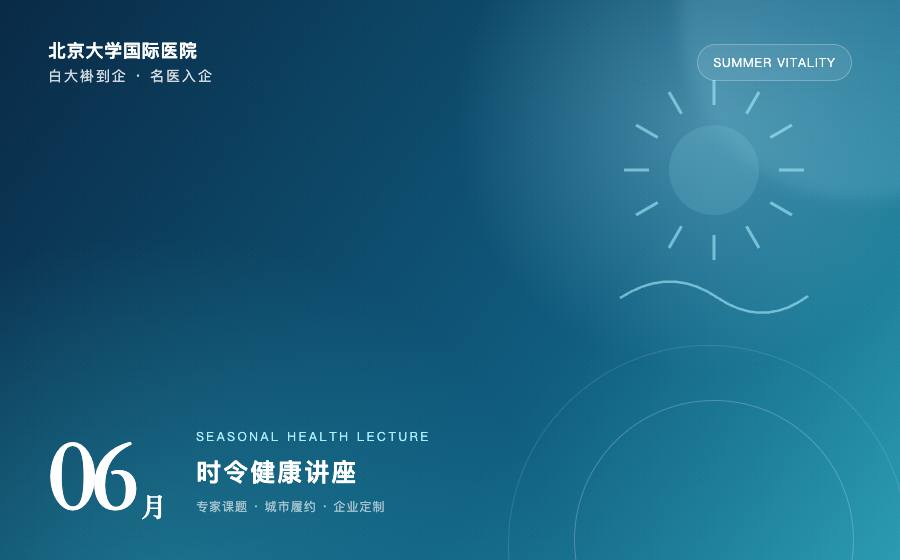 北京大学国际医院
白大褂到企 · 名医入企
SUMMER VITALITY
06月
SEASONAL HEALTH LECTURE
时令健康讲座
专家课题 · 城市履约 · 企业定制